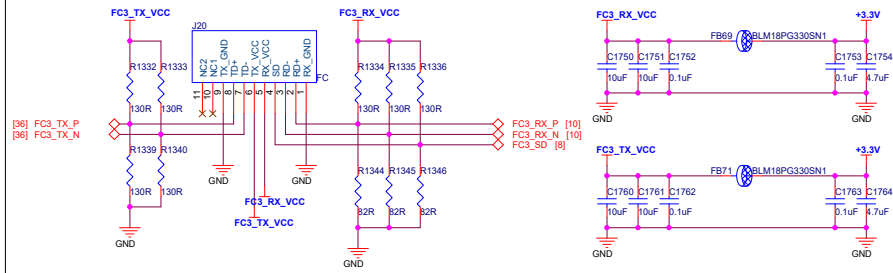 FC3_TX_VCC
J20
FC3_RX_VCC
FC3_RX_VCC
+3.3V
NC2
NC1
TX_GND
TD+
TD-
TX_VCC
RX_VCC
SD
RD-
RD+
RX_GND
FC
11
10
9
8
7
6
5
4
3
2
1
R1332
R1333
130R
130R
R1334
R1335
R1336
130R
130R
130R
FB69
BLM18PG330SN1
C1750
C1751
C1752
10uF
10uF
0.1uF
C1753
C1754
0.1uF
4.7uF
GND
GND
[36] FC3_TX_P
[36] FC3_TX_N
FC3_RX_P [10]
FC3_RX_N [10]
FC3_SD [8]
R1339
R1340
130R
130R
GND
GND
FC3_RX_VCC
FC3_TX_VCC
GND
R1344
R1345
R1346
82R
82R
82R
GND
FC3_TX_VCC
+3.3V
FB71
BLM18PG330SN1
C1760
C1761
C1762
10uF
10uF
0.1uF
C1763
C1764
0.1uF
4.7uF
GND
GND